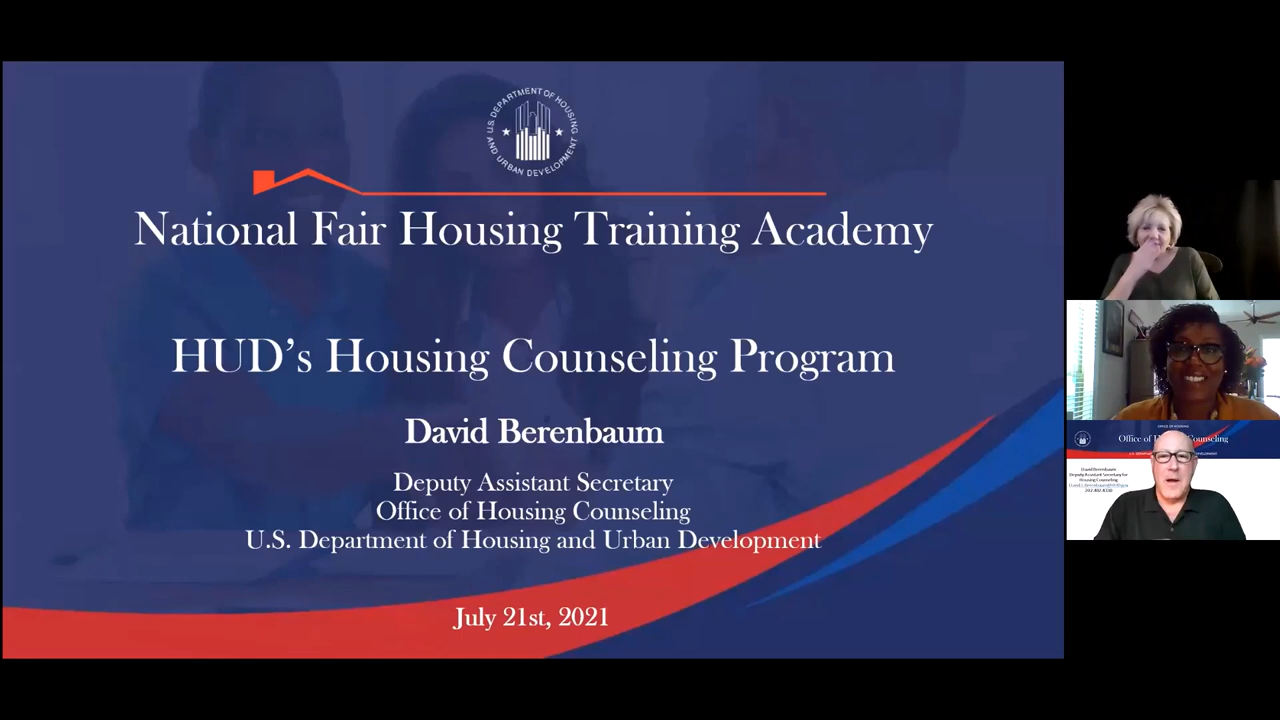 U.S. DEPARTMENT OF HOUSING
AND URBAN DEVELOPMENT
National Fair Housing Training Academy
HUD's Housing Counseling Program
David Berenbaum
Deputy Assistant Secretary
Office of Housing Counseling
U.S. Department of Housing and Urban Development
July 21st, 2021
OFFICE OF HOUSING
Office of H Counseling
David Berenbaum
Deputy Assistant Secretary for
Housing Counseling